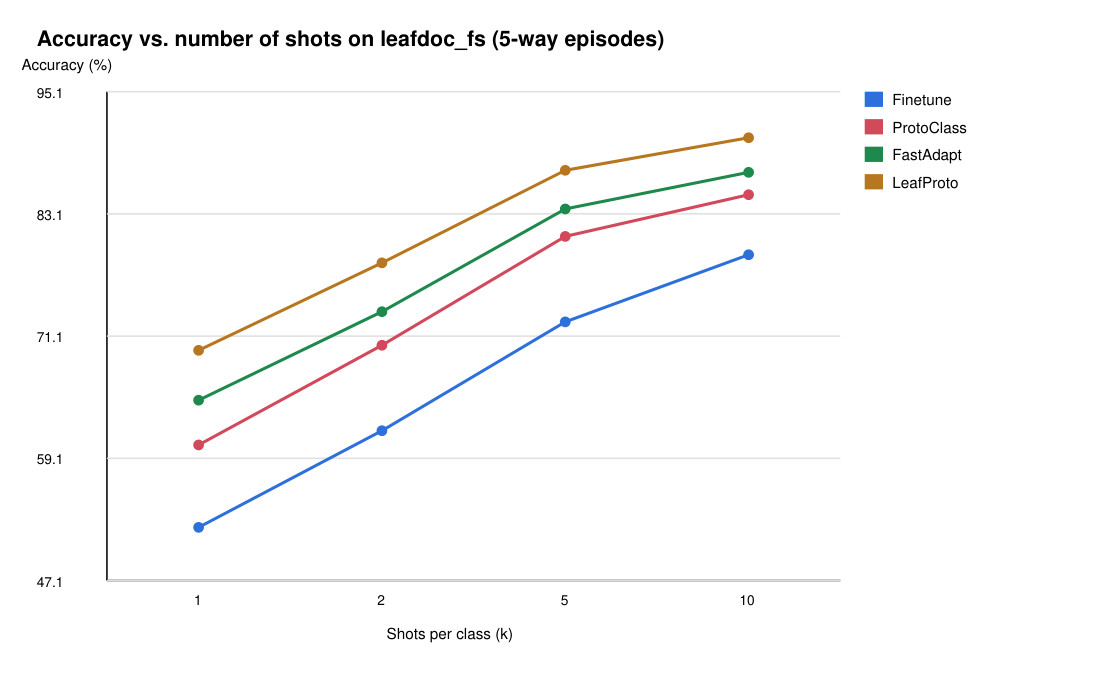 Accuracy vs. number of shots on leafdoc_fs (5-way episodes)
Accuracy (%)
95.1
83.1
71.1
59.1
47.1
1 2 5 10
Shots per class (k)
Finetune
ProtoClass
FastAdapt
LeafProto